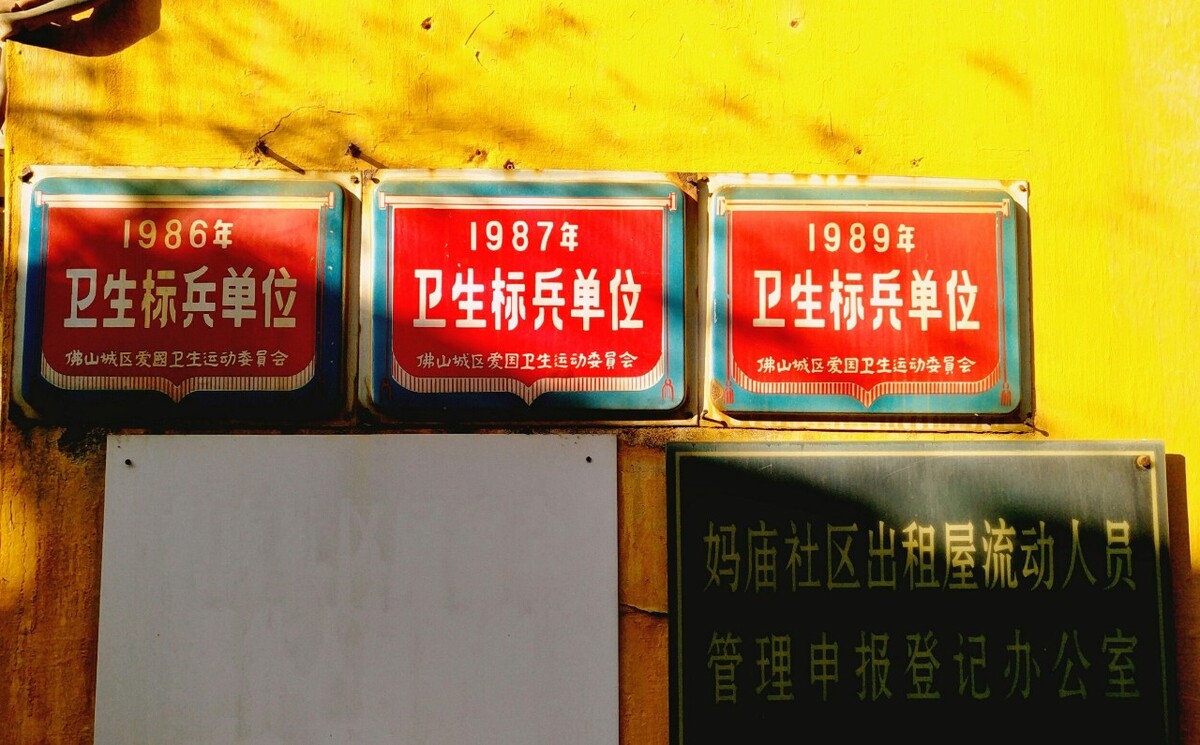 1986年
卫生标兵单位
佛山城区爱国卫生运动委員会
1987年
卫生标兵单位
佛山城区爱国卫生运动委員会
1989年
卫生标兵单位
佛山城区爱国卫生运动委員会
妈庙社区出租屋流动人员
管理申报登记办公室